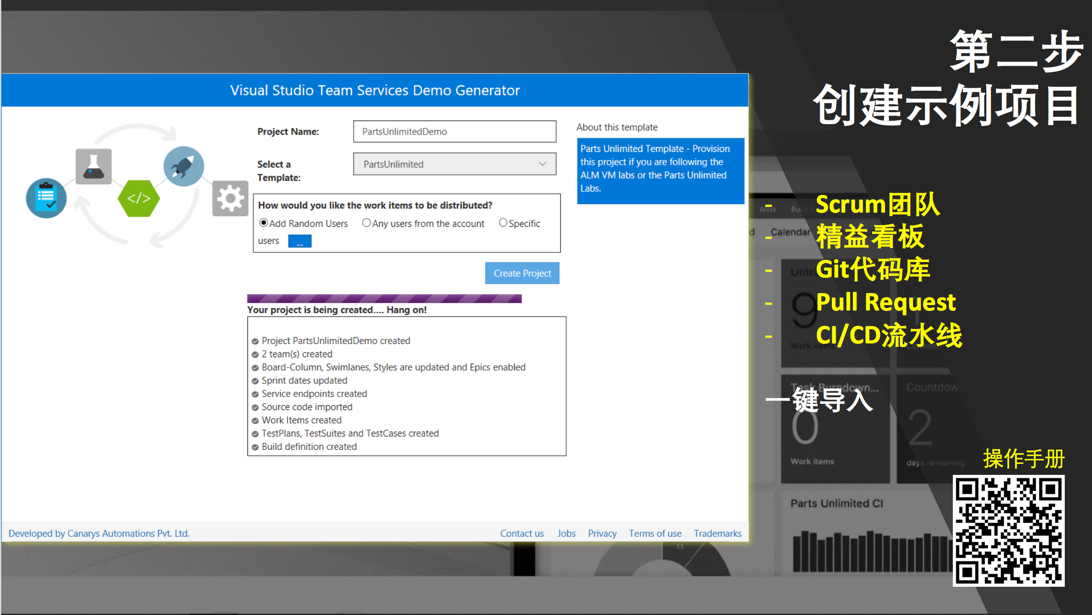 第二步
创建示例项目
Visual Studio Team Services Demo Generator
Project Name:
PartsUnlimitedDemo
Select a
Template:
PartsUnlimited
How would you like the work items to be distributed?
Add Random Users
Any users from the account
Specific
users
...
Create Project
Your project is being created.... Hang on!
Project PartsUnlimitedDemo created
2 team(s) created
Board-Column, Swimlanes, Styles are updated and Epics enabled
Sprint dates updated
Service endpoints created
Source code imported
Work Items created
TestPlans, TestSuites and TestCases created
Build definition created
About this template
Parts Unlimited Template - Provision
this project if you are following the
ALM VM labs or the Parts Unlimited
Labs.
Developed by Canarys Automations Pvt. Ltd.
Contact us
Jobs
Privacy
Terms of use
Trademarks
- Scrum团队
- 精益看板
- Git代码库
- Pull Request
- CI/CD流水线
一键导入
操作手册
Work
Calendar
9
Task Burndown...
0
Work items
Countdow
2
days remaining
Parts Unlimited CI